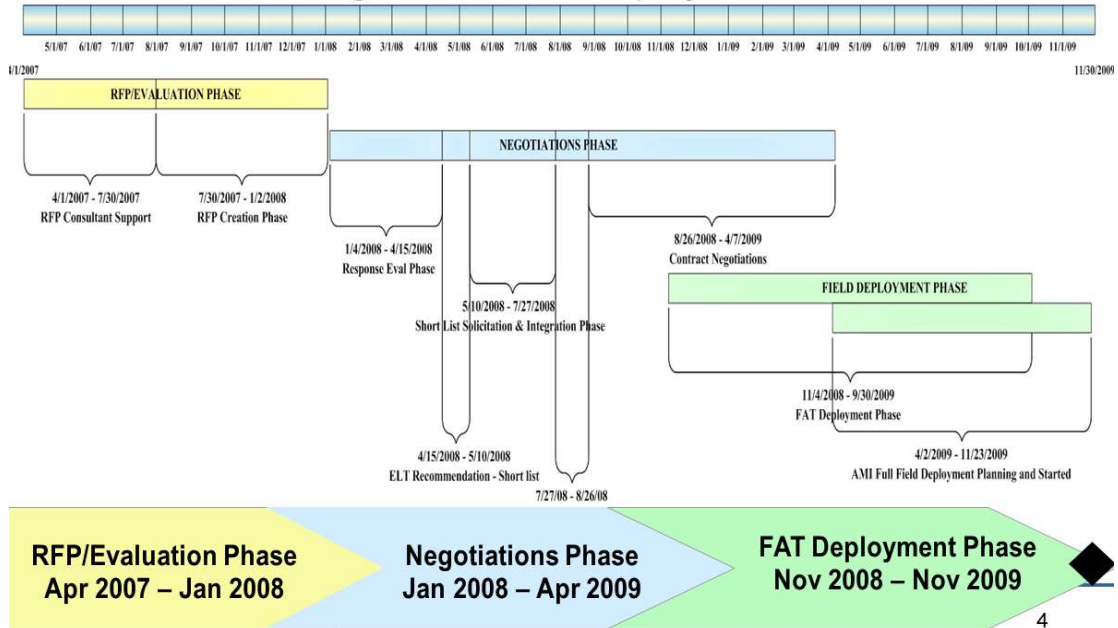 5/1/07 6/1/07 7/1/07 8/1/07 9/1/07 10/1/07 11/1/07 12/1/07 1/1/08 2/1/08 3/1/08 4/1/08 5/1/08 6/1/08 7/1/08 8/1/08 9/1/08 10/1/08 11/1/08 12/1/08 1/1/09 2/1/09 3/1/09 4/1/09 5/1/09 6/1/09 7/1/09 8/1/09 9/1/09 10/1/09 11/1/09
4/1/2007
11/30/2009
RFP/EVALUATION PHASE
NEGOTIATIONS PHASE
4/1/2007 - 7/30/2007
RFP Consultant Support
7/30/2007 - 1/2/2008
RFP Creation Phase
1/4/2008 - 4/15/2008
Response Eval Phase
8/26/2008 - 4/7/2009
Contract Negotiations
FIELD DEPLOYMENT PHASE
5/10/2008 - 7/27/2008
Short List Solicitation & Integration Phase
11/4/2008 - 9/30/2009
FAT Deployment Phase
4/15/2008 - 5/10/2008
ELT Recommendation - Short list
4/2/2009 - 11/23/2009
AMI Full Field Deployment Planning and Started
7/27/08 - 8/26/08
RFP/Evaluation Phase
Apr 2007 – Jan 2008
Negotiations Phase
Jan 2008 – Apr 2009
FAT Deployment Phase
Nov 2008 – Nov 2009
4